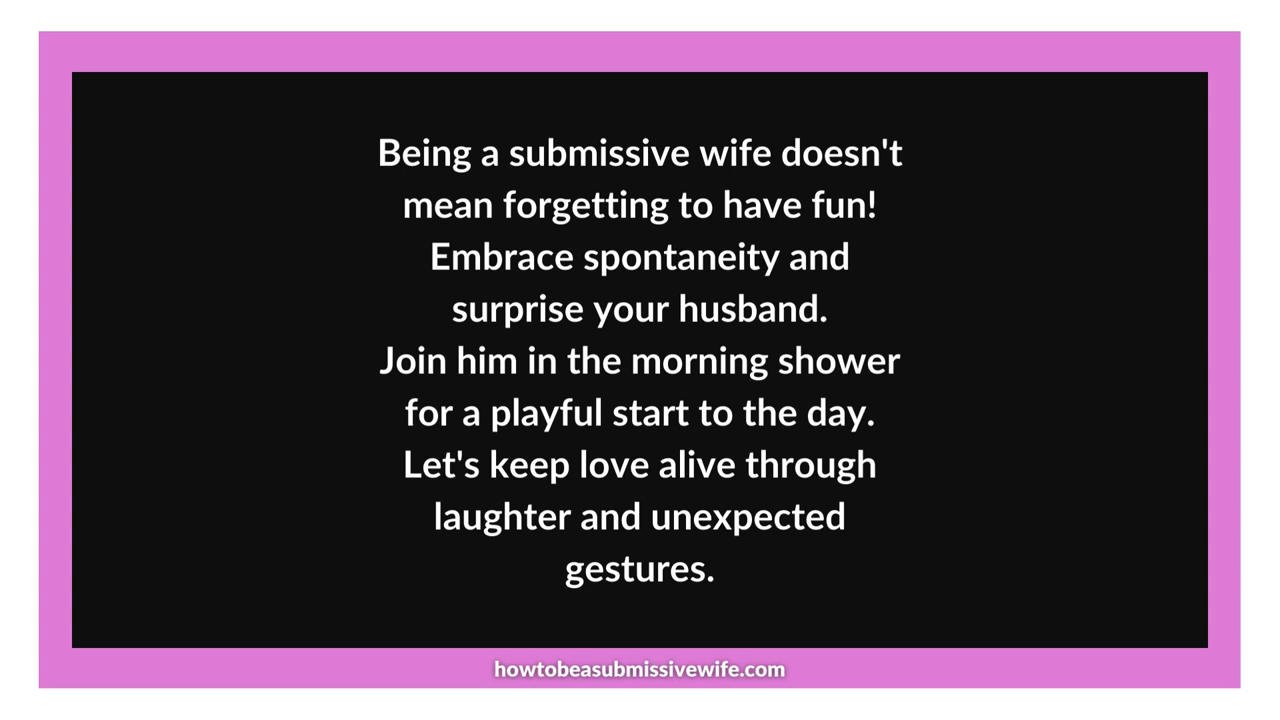 Being a submissive wife doesn't
mean forgetting to have fun!
Embrace spontaneity and
surprise your husband.
Join him in the morning shower
for a playful start to the day.
Let's keep love alive through
laughter and unexpected
gestures.
howtobeasubmissivewife.com